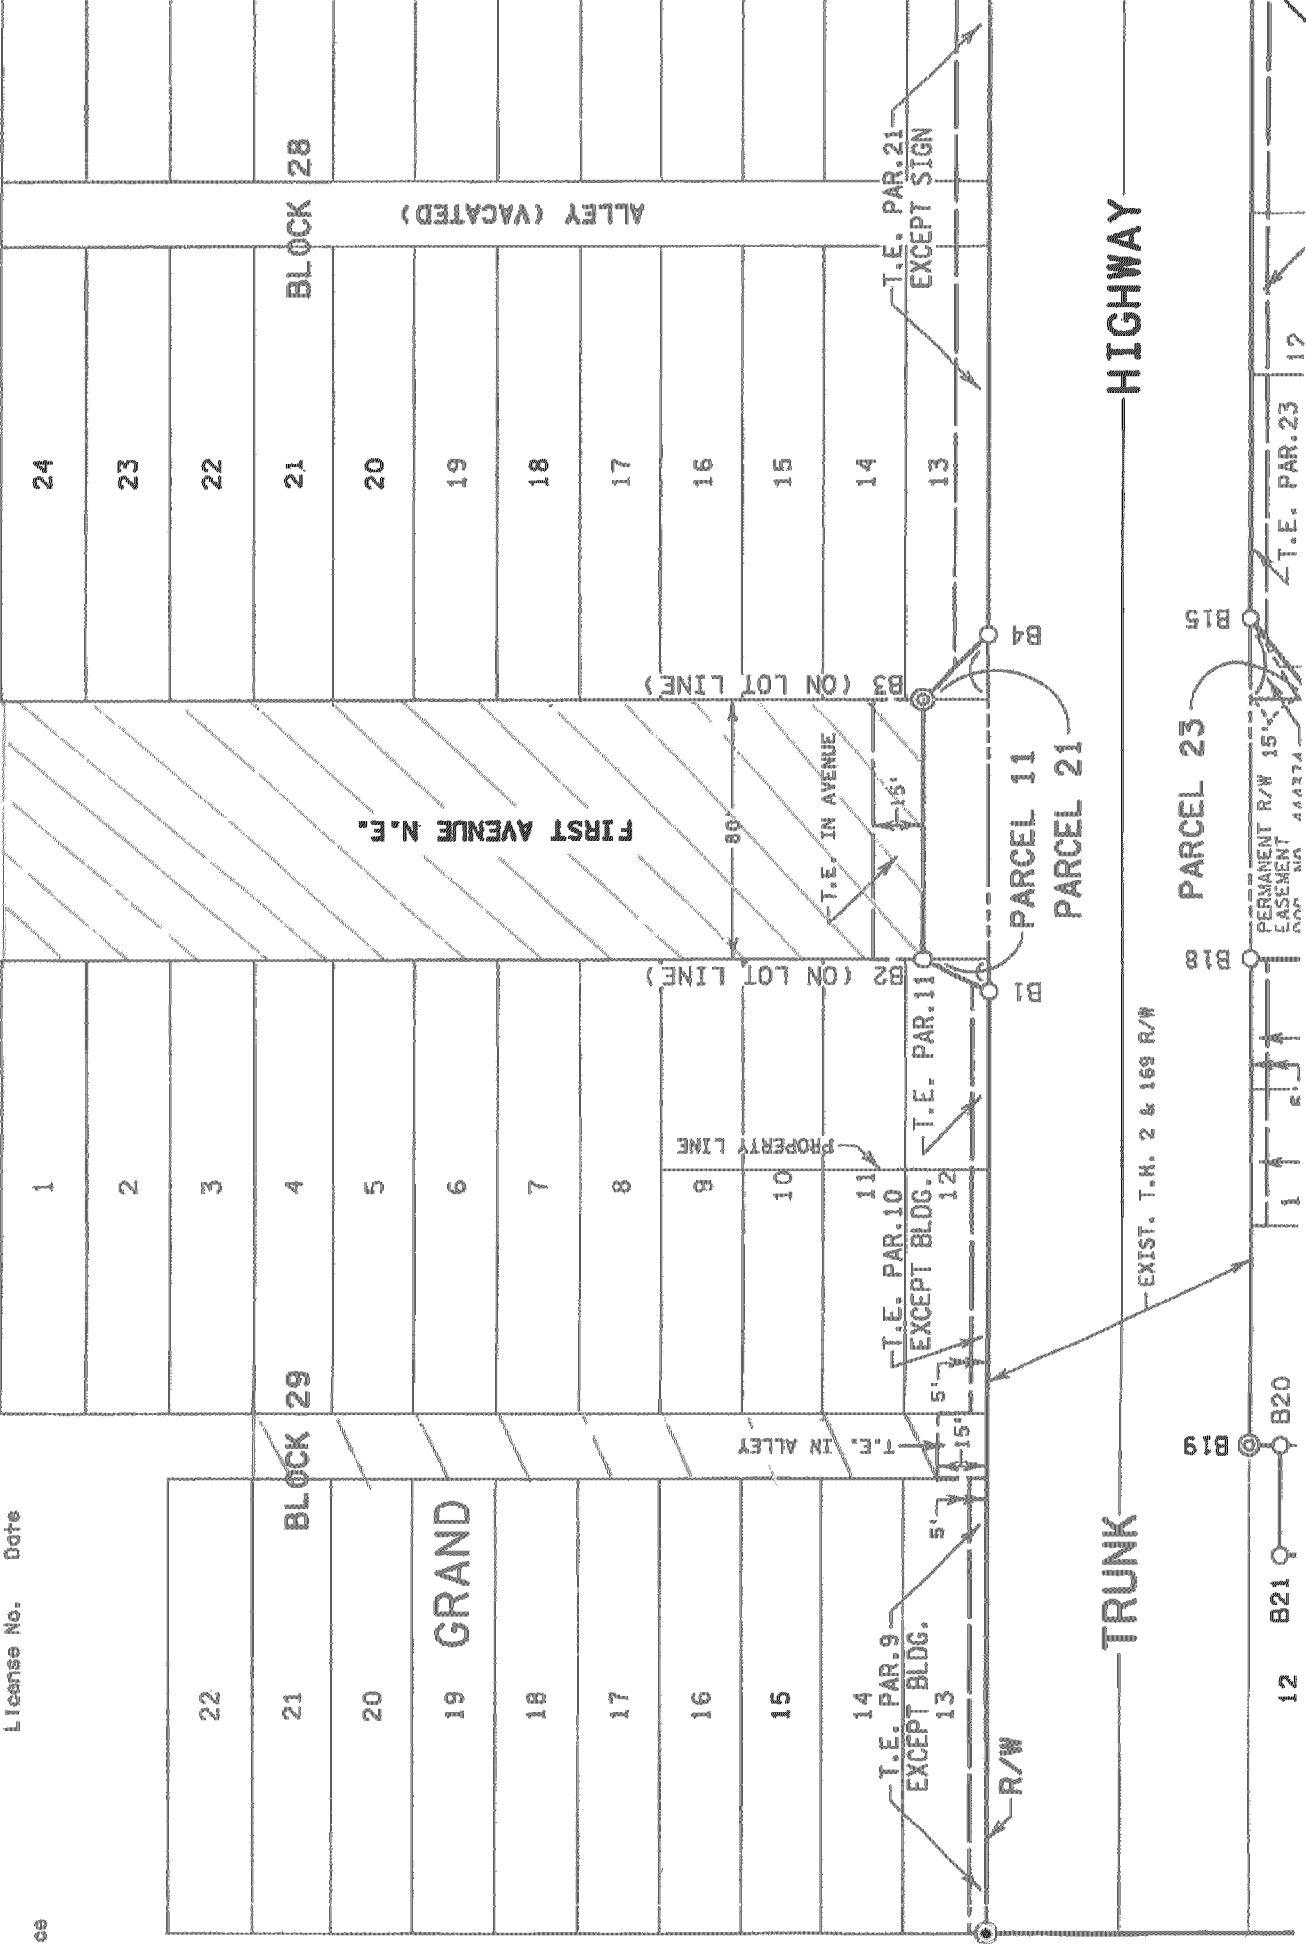 License No. Date
ce
24
23
22
21
20
19
18
17
16
15
14
13
BLOCK 28
ALLEY (VACATED)
T.E. PAR.21
EXCEPT SIGN
HIGHWAY
FIRST AVENUE N.E.
80'
T.E. IN AVENUE
15'
B3 (ON LOT LINE)
B4
B2 (ON LOT LINE)
B1
PARCEL 11
PARCEL 21
PARCEL 23
B15
B18
T.E. PAR.23
12
PERMANENT R/W
EASEMENT
15'
1
2
3
4
5
6
7
8
9
10
11
12
PROPERTY LINE
T.E. PAR.11
T.E. PAR.10
EXCEPT BLDG.
5'
BLOCK 29
T.E. IN ALLEY
15'
5'
EXIST. T.H. 2 & 169 R/W
1
GRAND
22
21
20
19
18
17
16
15
14
13
T.E. PAR.9
EXCEPT BLDG.
R/W
TRUNK
B19
B20
B21
12